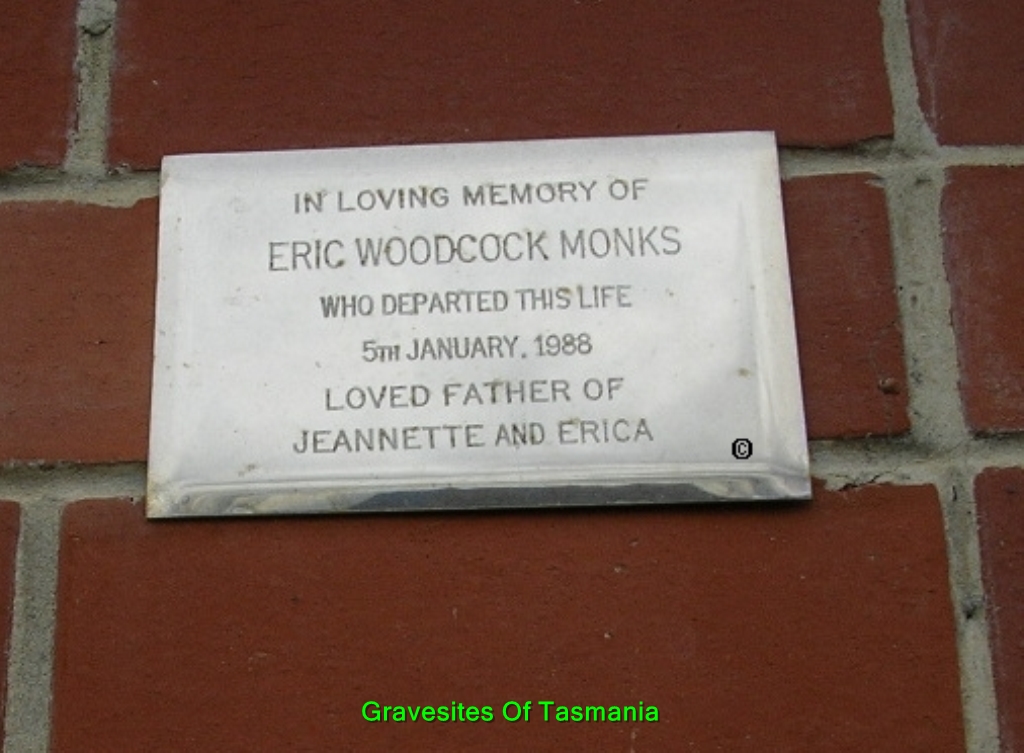 IN LOVING MEMORY OF
ERIC WOODCOCK MONKS
WHO DEPARTED THIS LIFE
5TH JANUARY. 1988
LOVED FATHER OF
JEANNETTE AND ERICA
©
Gravesites Of Tasmania